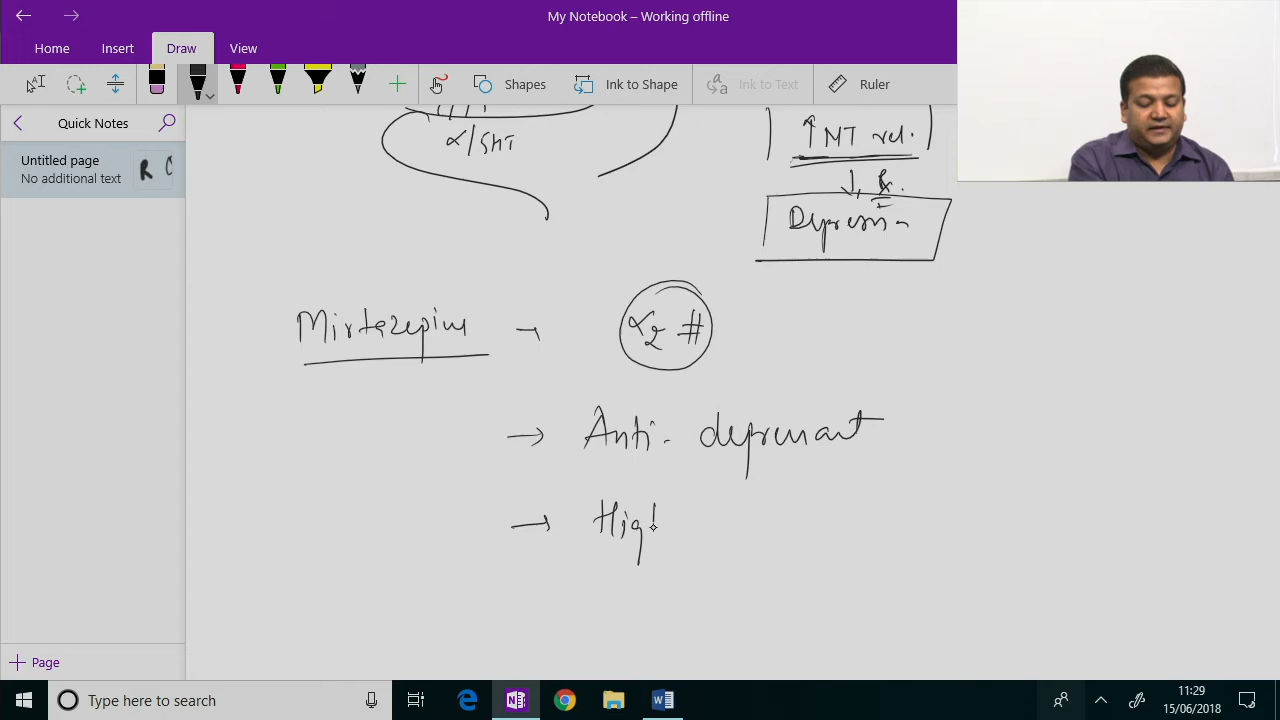 My Notebook – Working offline
Home Insert Draw View
Shapes Ink to Shape Ink to Text Ruler
Quick Notes
Untitled page
No additional text
R
α/5HT
↑ NT rel.
↓,
Depression
Mirtazepine → α2 #
→ Anti-depressant
→ High
+ Page
Type here to search
11:29
15/06/2018